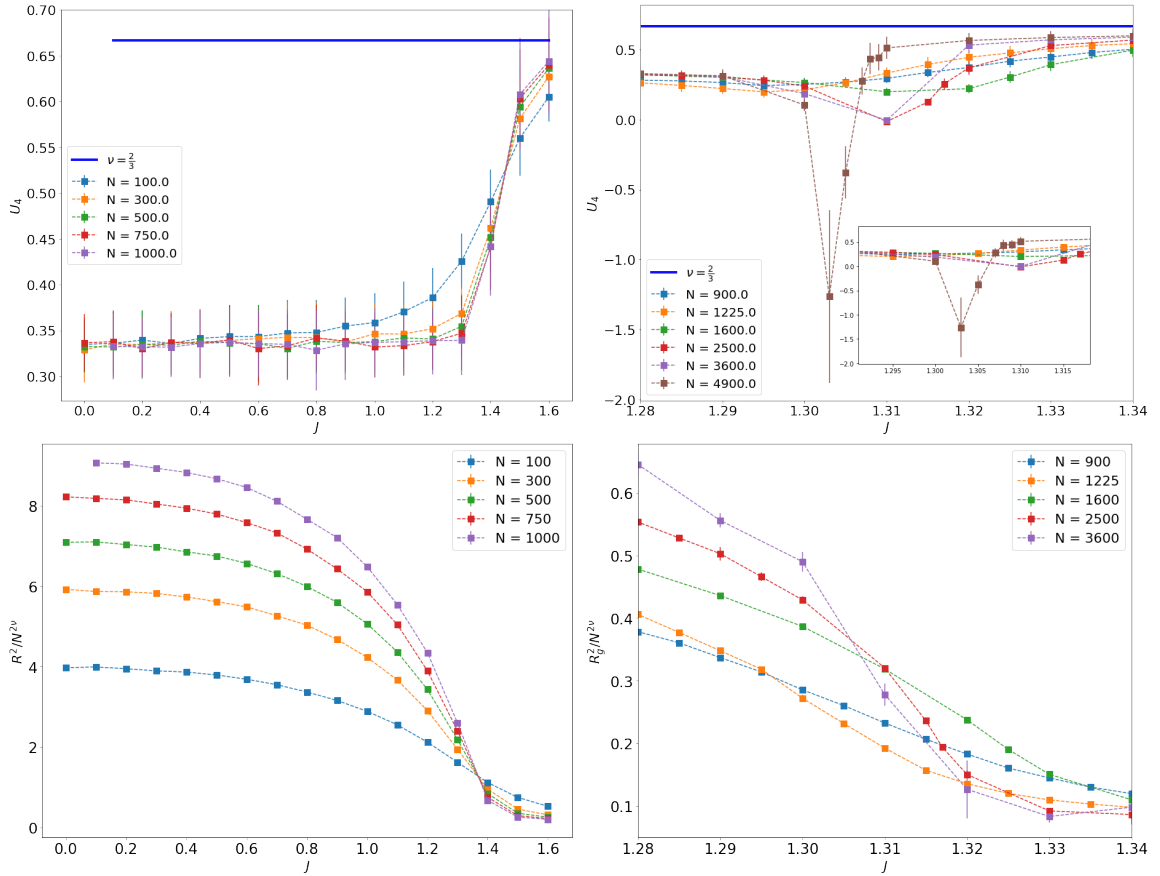 0.70
0.65
0.60
0.55
0.50
0.45
0.40
0.35
0.30
U4
ν = 2/3
N = 100.0
N = 300.0
N = 500.0
N = 750.0
N = 1000.0
0.0 0.2 0.4 0.6 0.8 1.0 1.2 1.4 1.6
J
0.5
0.0
−0.5
−1.0
−1.5
−2.0
U4
ν = 2/3
N = 900.0
N = 1225.0
N = 1600.0
N = 2500.0
N = 3600.0
N = 4900.0
0.5
0.0
−0.5
−1.0
−1.5
−2.0
1.295 1.300 1.305 1.310 1.315
1.28 1.29 1.30 1.31 1.32 1.33 1.34
J
8
6
4
2
0
R²/N²ᵛ
N = 100
N = 300
N = 500
N = 750
N = 1000
0.0 0.2 0.4 0.6 0.8 1.0 1.2 1.4 1.6
J
0.6
0.5
0.4
0.3
0.2
0.1
R²g/N²ᵛ
N = 900
N = 1225
N = 1600
N = 2500
N = 3600
1.28 1.29 1.30 1.31 1.32 1.33 1.34
J